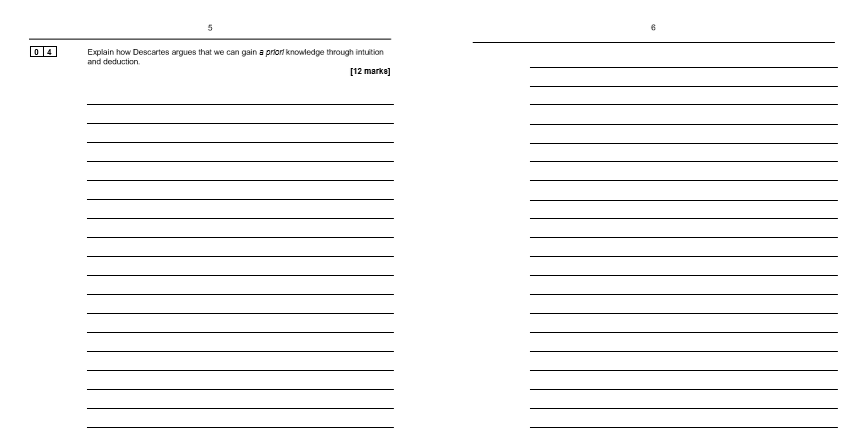 5
0 4 Explain how Descartes argues that we can gain a priori knowledge through intuition
and deduction.
[12 marks]
6